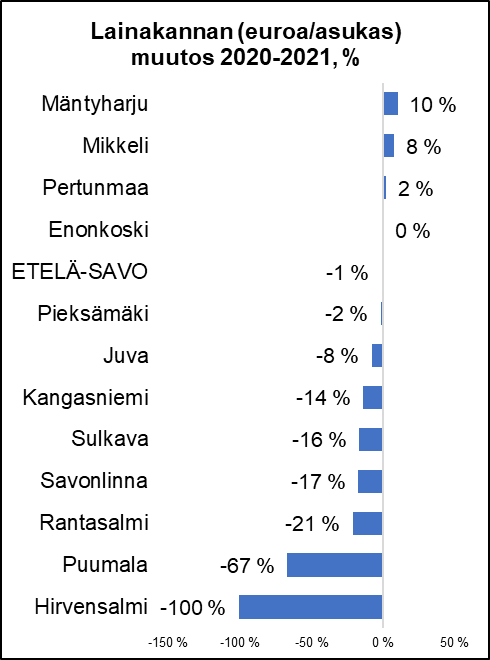 Lainakannan (euroa/asukas)
muutos 2020-2021, %
Mäntyharju 10 %
Mikkeli 8 %
Pertunmaa 2 %
Enonkoski 0 %
ETELÄ-SAVO -1 %
Pieksämäki -2 %
Juva -8 %
Kangasniemi -14 %
Sulkava -16 %
Savonlinna -17 %
Rantasalmi -21 %
Puumala -67 %
Hirvensalmi -100 %
-150 % -100 % -50 % 0 % 50 %